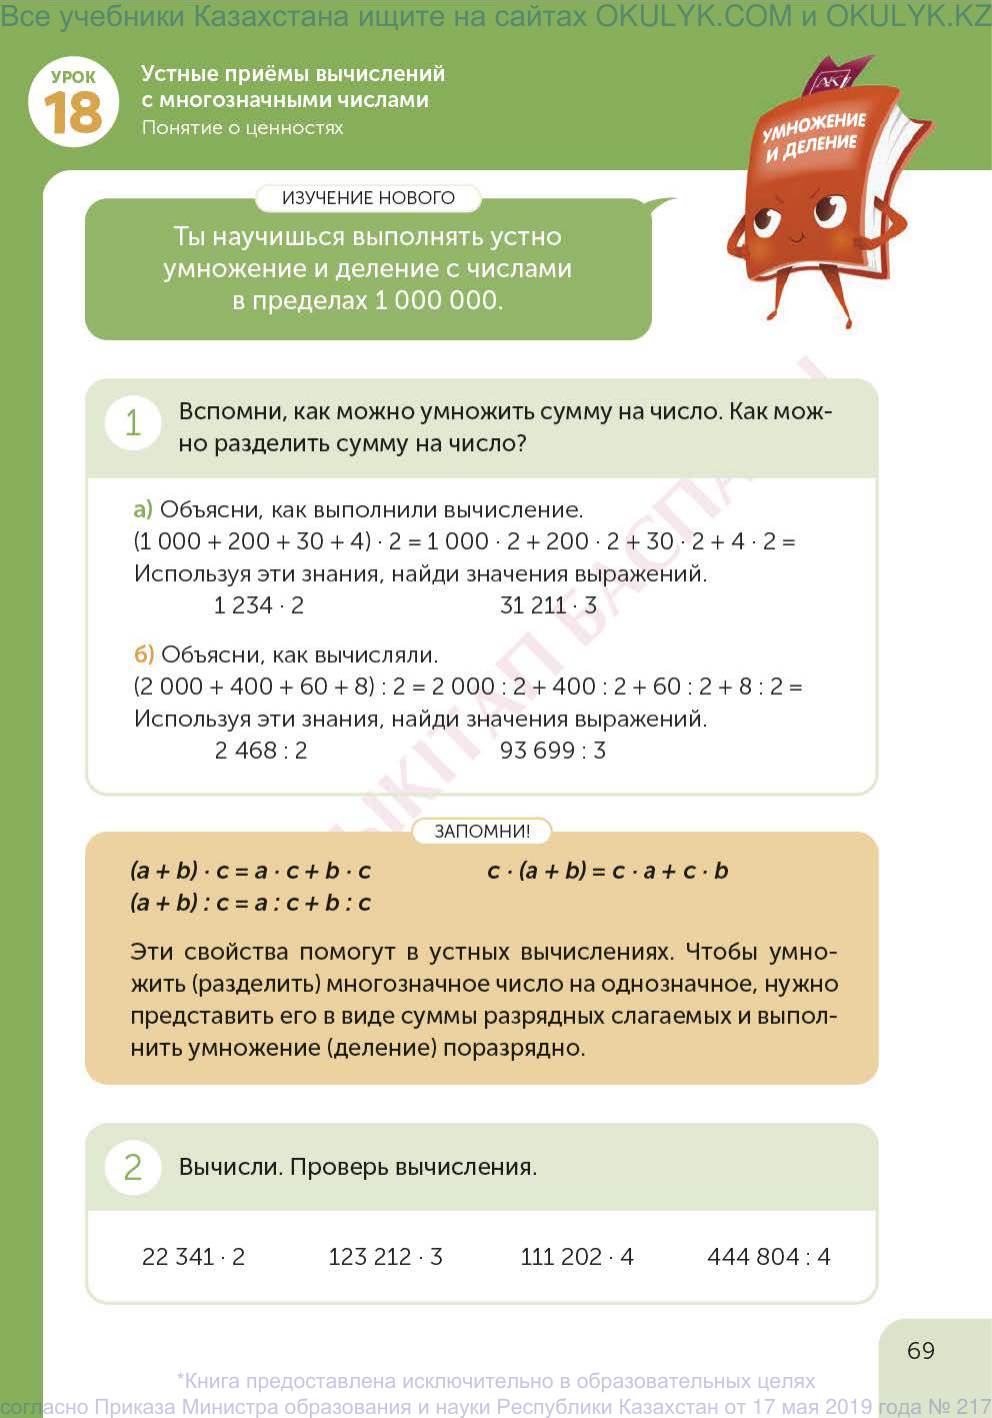 Все учебники Казахстана ищите на сайтах OKULYK.COM и OKULYK.KZ
УРОК
18
Устные приёмы вычислений
с многозначными числами
Понятие о ценностях
УМНОЖЕНИЕ
И ДЕЛЕНИЕ
ИЗУЧЕНИЕ НОВОГО
Ты научишься выполнять устно
умножение и деление с числами
в пределах 1 000 000.
1
Вспомни, как можно умножить сумму на число. Как мож-
но разделить сумму на число?
а) Объясни, как выполнили вычисление.
(1 000 + 200 + 30 + 4) · 2 = 1 000 · 2 + 200 · 2 + 30 · 2 + 4 · 2 =
Используя эти знания, найди значения выражений.
1 234 · 2 31 211 · 3
б) Объясни, как вычисляли.
(2 000 + 400 + 60 + 8) : 2 = 2 000 : 2 + 400 : 2 + 60 : 2 + 8 : 2 =
Используя эти знания, найди значения выражений.
2 468 : 2 93 699 : 3
ЗАПОМНИ!
(a + b) · c = a · c + b · c c · (a + b) = c · a + c · b
(a + b) : c = a : c + b : c
Эти свойства помогут в устных вычислениях. Чтобы умно-
жить (разделить) многозначное число на однозначное, нужно
представить его в виде суммы разрядных слагаемых и выпол-
нить умножение (деление) поразрядно.
2
Вычисли. Проверь вычисления.
22 341 · 2 123 212 · 3 111 202 · 4 444 804 : 4
69
*Книга предоставлена исключительно в образовательных целях
согласно Приказа Министра образования и науки Республики Казахстан от 17 мая 2019 года № 217